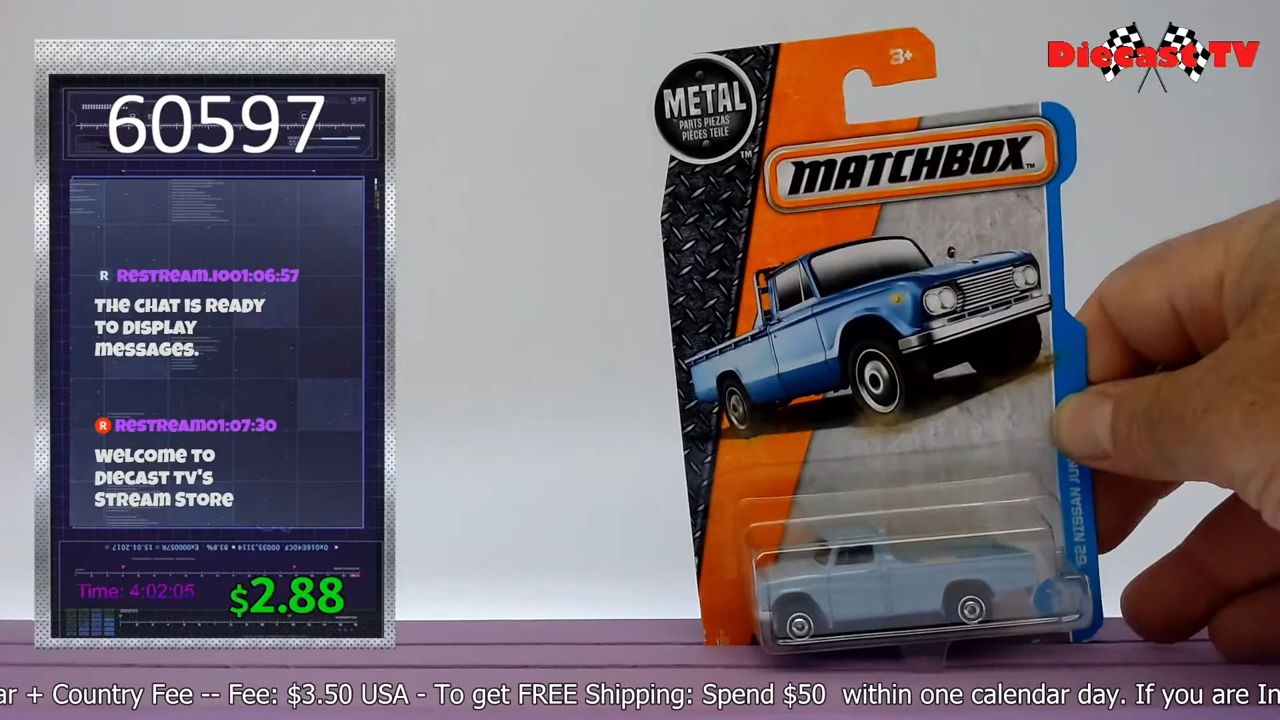 60597
R Restream.io01:06:57
THE CHAT IS READY
TO DISPLAY
MESSAGES.
R Restream01:07:30
WELCOME TO
DIECAST TV'S
STREAM STORE
Time: 4:02:05
$2.88
Diecast TV
3+
METAL
PARTS PIEZAS
PIÈCES TEILE
TM
MATCHBOX
TM
62 NISSAN
ar + Country Fee -- Fee: $3.50 USA - To get FREE Shipping: Spend $50 within one calendar day. If you are In